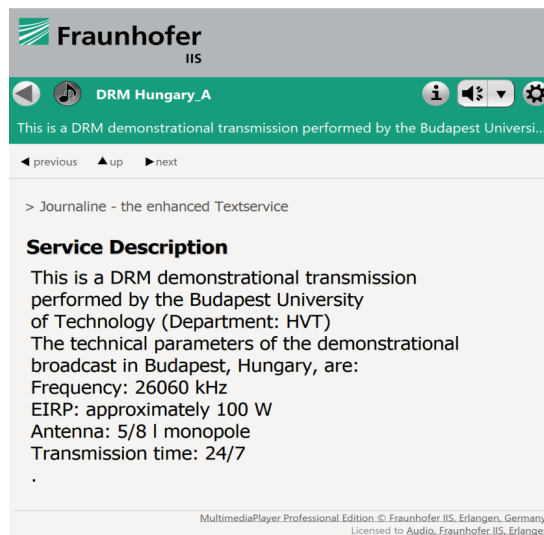 Fraunhofer
IIS
DRM Hungary_A
This is a DRM demonstrational transmission performed by the Budapest Universi...
previous up next
> Journaline - the enhanced Textservice
Service Description
This is a DRM demonstrational transmission
performed by the Budapest University
of Technology (Department: HVT)
The technical parameters of the demonstrational
broadcast in Budapest, Hungary, are:
Frequency: 26060 kHz
EIRP: approximately 100 W
Antenna: 5/8 l monopole
Transmission time: 24/7
.
MultimediaPlayer Professional Edition © Fraunhofer IIS, Erlangen, Germany
Licensed to Audio, Fraunhofer IIS, Erlange